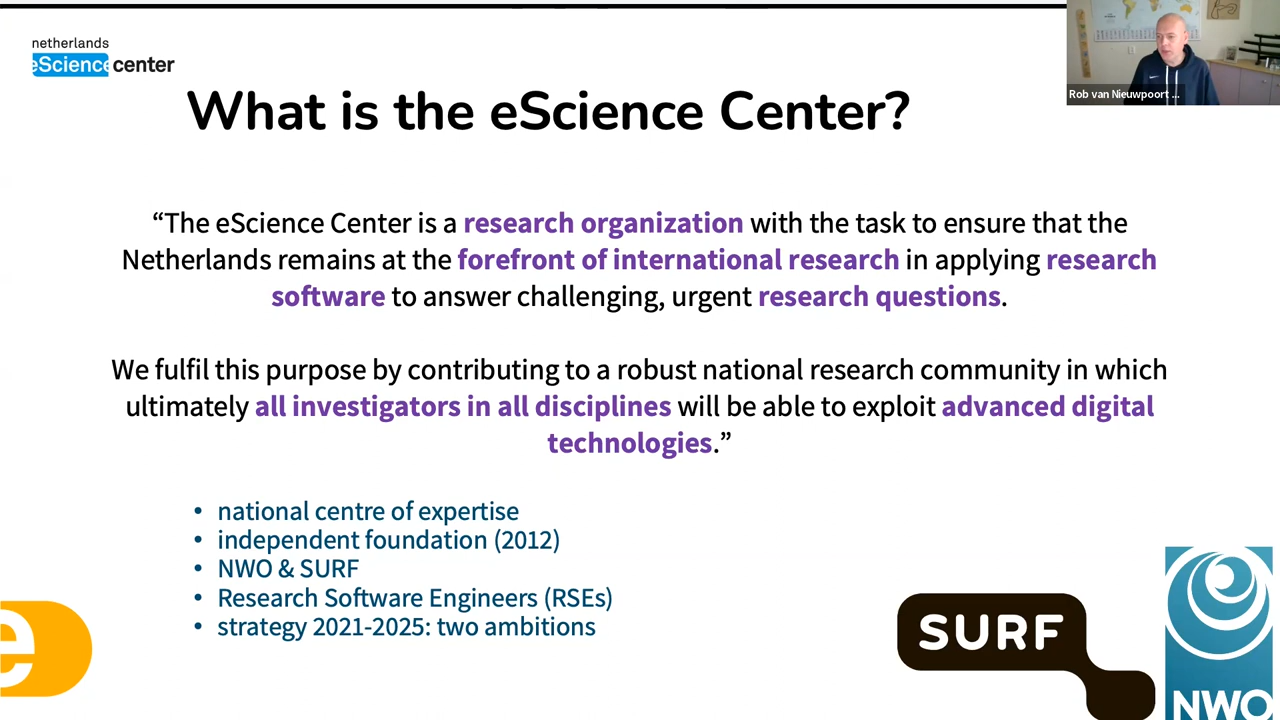 netherlands
eScience center
Rob van Nieuwpoort ...
What is the eScience Center?
“The eScience Center is a research organization with the task to ensure that the
Netherlands remains at the forefront of international research in applying research
software to answer challenging, urgent research questions.
We fulfil this purpose by contributing to a robust national research community in which
ultimately all investigators in all disciplines will be able to exploit advanced digital
technologies.”
• national centre of expertise
• independent foundation (2012)
• NWO & SURF
• Research Software Engineers (RSEs)
• strategy 2021-2025: two ambitions
e
SURF
NWO